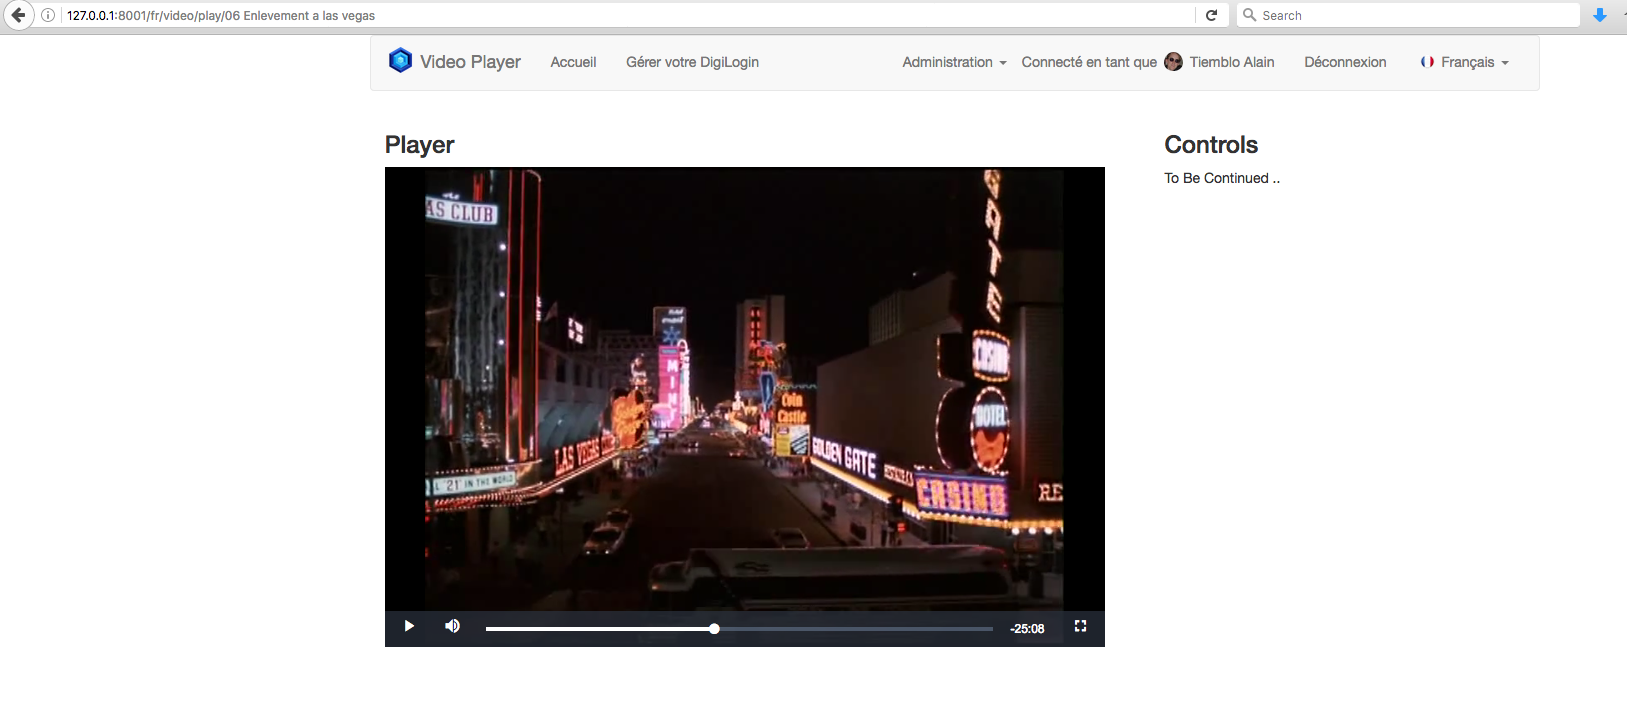 127.0.0.1:8001/fr/video/play/06 Enlevement a las vegas
Search
Video Player
Accueil
Gérer votre DigiLogin
Administration
Connecté en tant que
Tiemblo Alain
Déconnexion
Français
Player
Controls
To Be Continued ..
AS CLUB
MINT
LAS VEGAS
"21" IN THE WORLD
Coin
Castle
GOLDEN GATE
GATE
CASINO
HOTEL
CASINO
RE
-25:08